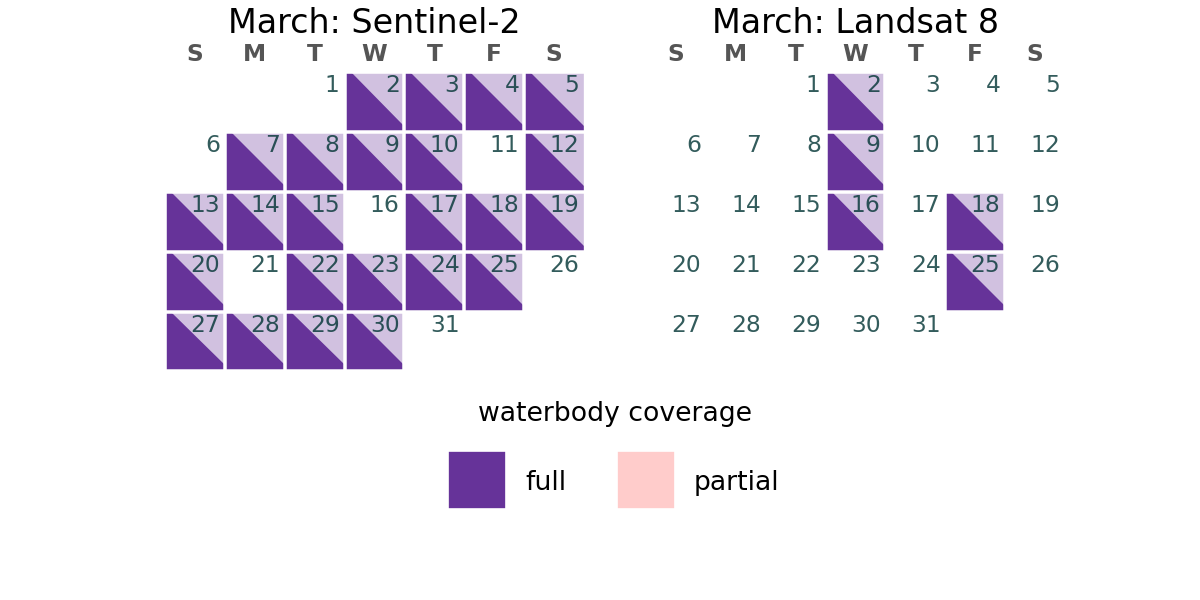 March: Sentinel-2
S M T W T F S
1 2 3 4 5
6 7 8 9 10 11 12
13 14 15 16 17 18 19
20 21 22 23 24 25 26
27 28 29 30 31
March: Landsat 8
S M T W T F S
1 2 3 4 5
6 7 8 9 10 11 12
13 14 15 16 17 18 19
20 21 22 23 24 25 26
27 28 29 30 31
waterbody coverage
full partial